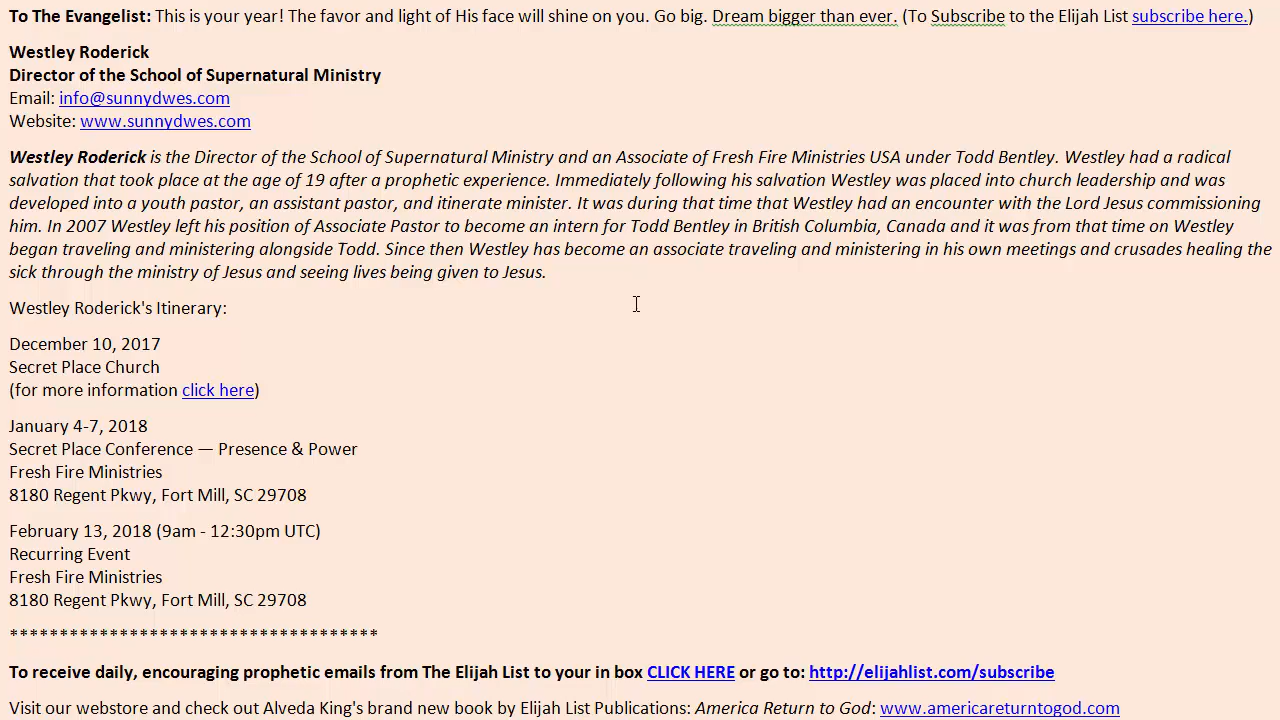 To The Evangelist: This is your year! The favor and light of His face will shine on you. Go big. Dream bigger than ever. (To Subscribe to the Elijah List subscribe here.)
Westley Roderick
Director of the School of Supernatural Ministry
Email: info@sunnydwes.com
Website: www.sunnydwes.com
Westley Roderick is the Director of the School of Supernatural Ministry and an Associate of Fresh Fire Ministries USA under Todd Bentley. Westley had a radical
salvation that took place at the age of 19 after a prophetic experience. Immediately following his salvation Westley was placed into church leadership and was
developed into a youth pastor, an assistant pastor, and itinerate minister. It was during that time that Westley had an encounter with the Lord Jesus commissioning
him. In 2007 Westley left his position of Associate Pastor to become an intern for Todd Bentley in British Columbia, Canada and it was from that time on Westley
began traveling and ministering alongside Todd. Since then Westley has become an associate traveling and ministering in his own meetings and crusades healing the
sick through the ministry of Jesus and seeing lives being given to Jesus.
Westley Roderick's Itinerary:
December 10, 2017
Secret Place Church
(for more information click here)
January 4-7, 2018
Secret Place Conference — Presence & Power
Fresh Fire Ministries
8180 Regent Pkwy, Fort Mill, SC 29708
February 13, 2018 (9am - 12:30pm UTC)
Recurring Event
Fresh Fire Ministries
8180 Regent Pkwy, Fort Mill, SC 29708
*************************************
To receive daily, encouraging prophetic emails from The Elijah List to your in box CLICK HERE or go to: http://elijahlist.com/subscribe
Visit our webstore and check out Alveda King's brand new book by Elijah List Publications: America Return to God: www.americareturntogod.com